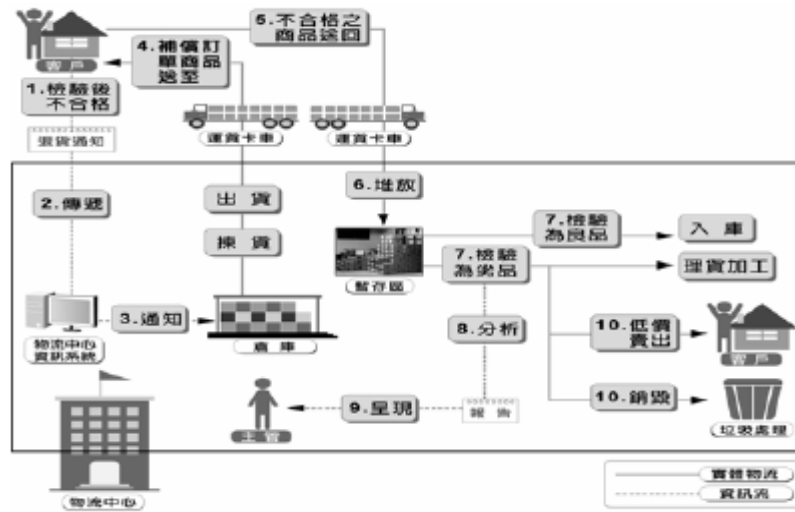 5.不合格之
商品送回
4.補償訂
單商品
送至
客戶
1.檢驗後
不合格
退貨通知
運貨卡車
運貨卡車
2.傳遞
出貨
揀貨
6.堆放
7.檢驗
為良品
入庫
7.檢驗
為劣品
理貨加工
暫存區
3.通知
物流中心
資訊系統
倉庫
8.分析
10.低價
賣出
客戶
9.呈現
報告
主管
10.銷毀
垃圾處理
物流中心
實體物流
資訊流